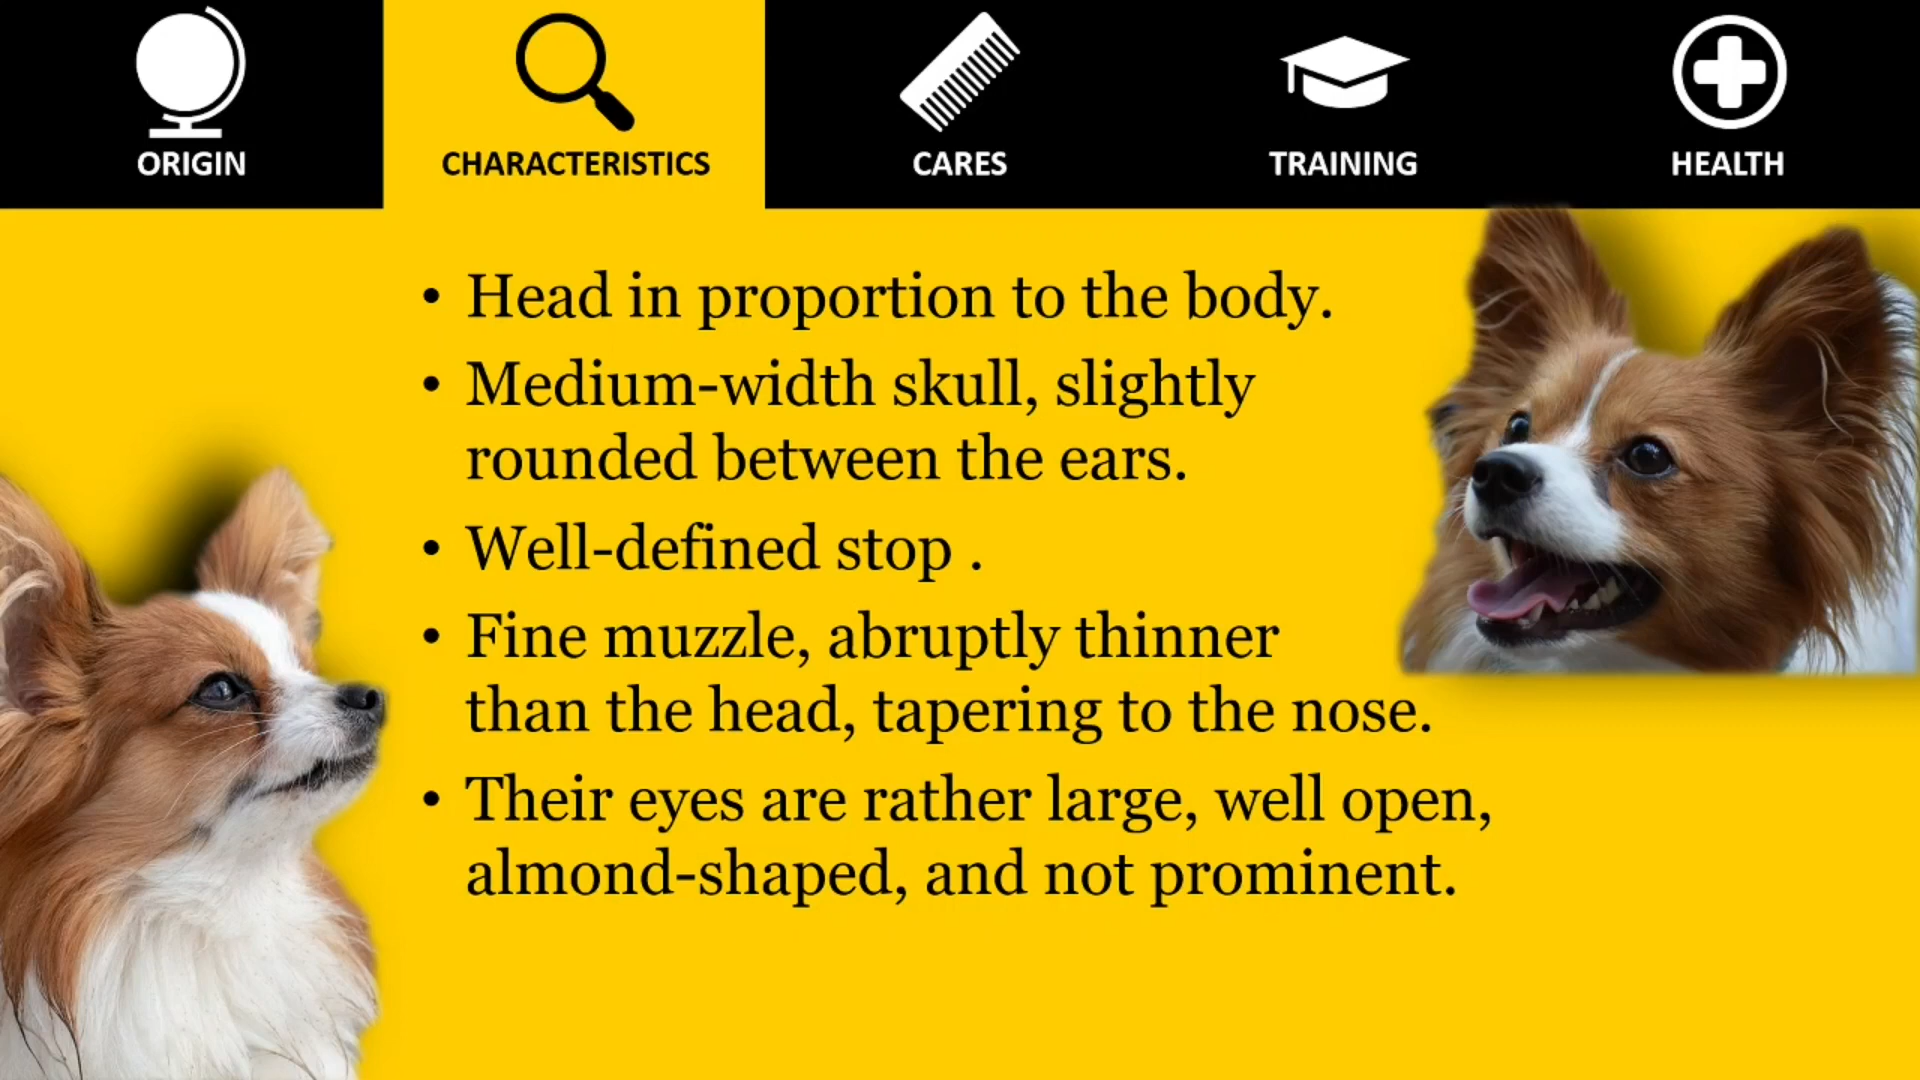 ORIGIN
CHARACTERISTICS
CARES
TRAINING
HEALTH
• Head in proportion to the body.
• Medium-width skull, slightly
rounded between the ears.
• Well-defined stop .
• Fine muzzle, abruptly thinner
than the head, tapering to the nose.
• Their eyes are rather large, well open,
almond-shaped, and not prominent.